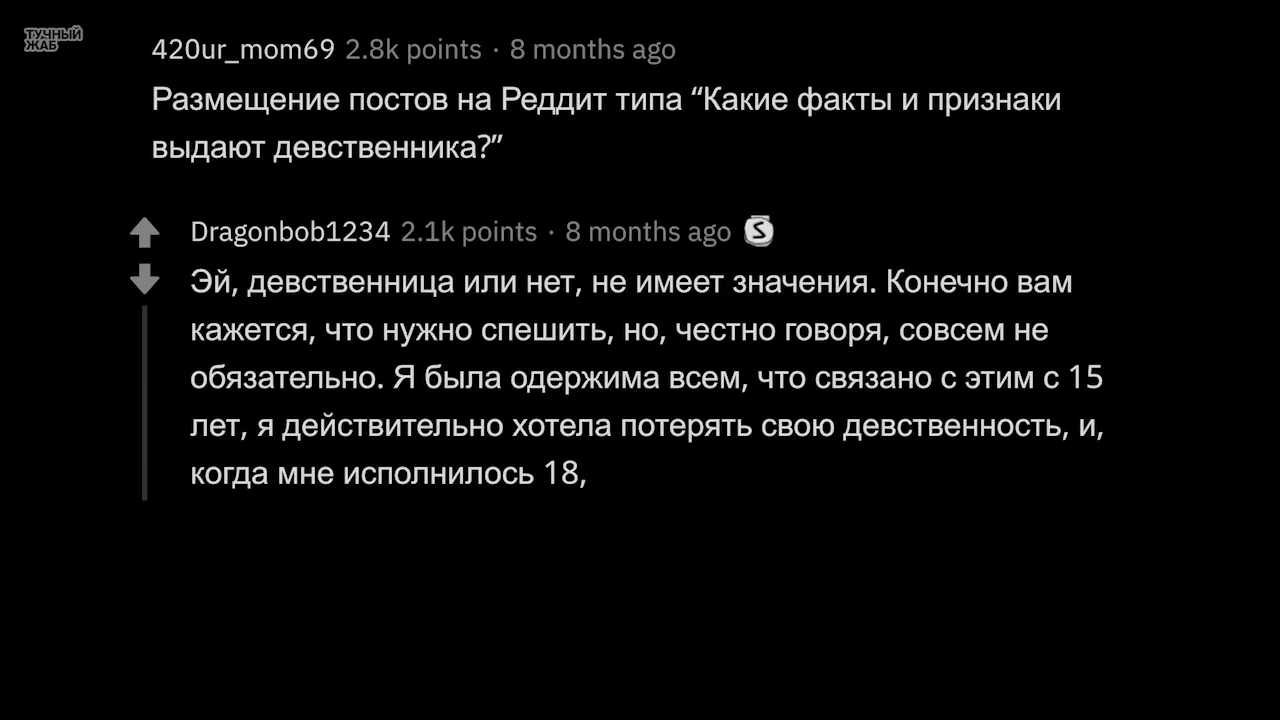 ТУЧНЫЙ
ЖАБ
420ur_mom69 2.8k points · 8 months ago
Размещение постов на Реддит типа “Какие факты и признаки
выдают девственника?”
Dragonbob1234 2.1k points · 8 months ago S
Эй, девственница или нет, не имеет значения. Конечно вам
кажется, что нужно спешить, но, честно говоря, совсем не
обязательно. Я была одержима всем, что связано с этим с 15
лет, я действительно хотела потерять свою девственность, и,
когда мне исполнилось 18,